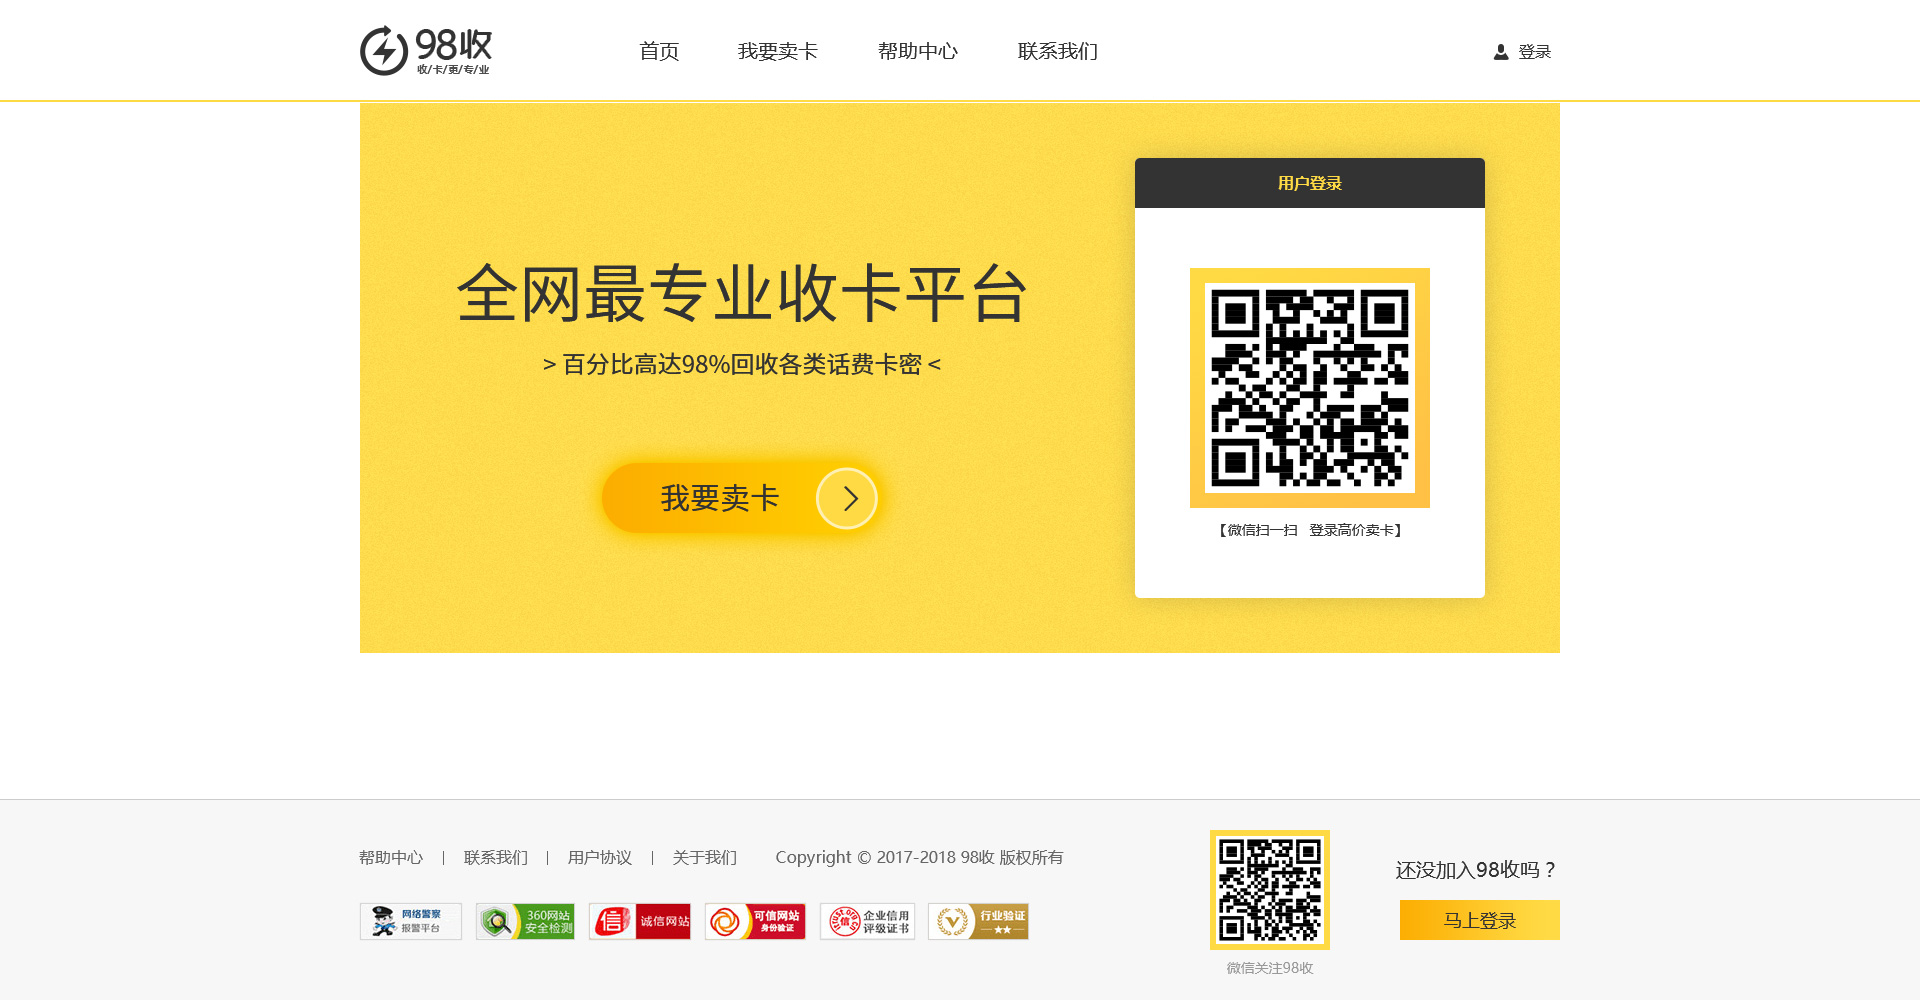 98收
收/卡/更/专/业
首页 我要卖卡 帮助中心 联系我们 登录
用户登录
全网最专业收卡平台
> 百分比高达98%回收各类话费卡密 <
我要卖卡
【微信扫一扫 登录高价卖卡】
帮助中心 | 联系我们 | 用户协议 | 关于我们 Copyright © 2017-2018 98收 版权所有
网络警察
报警平台
360网站
安全检测
信 诚信网站
可信网站
身份验证
信
企业信用
评级证书
行业验证
微信关注98收
还没加入98收吗？
马上登录